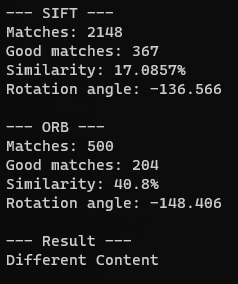 --- SIFT ---
Matches: 2148
Good matches: 367
Similarity: 17.0857%
Rotation angle: -136.566

--- ORB ---
Matches: 500
Good matches: 204
Similarity: 40.8%
Rotation angle: -148.406

--- Result ---
Different Content